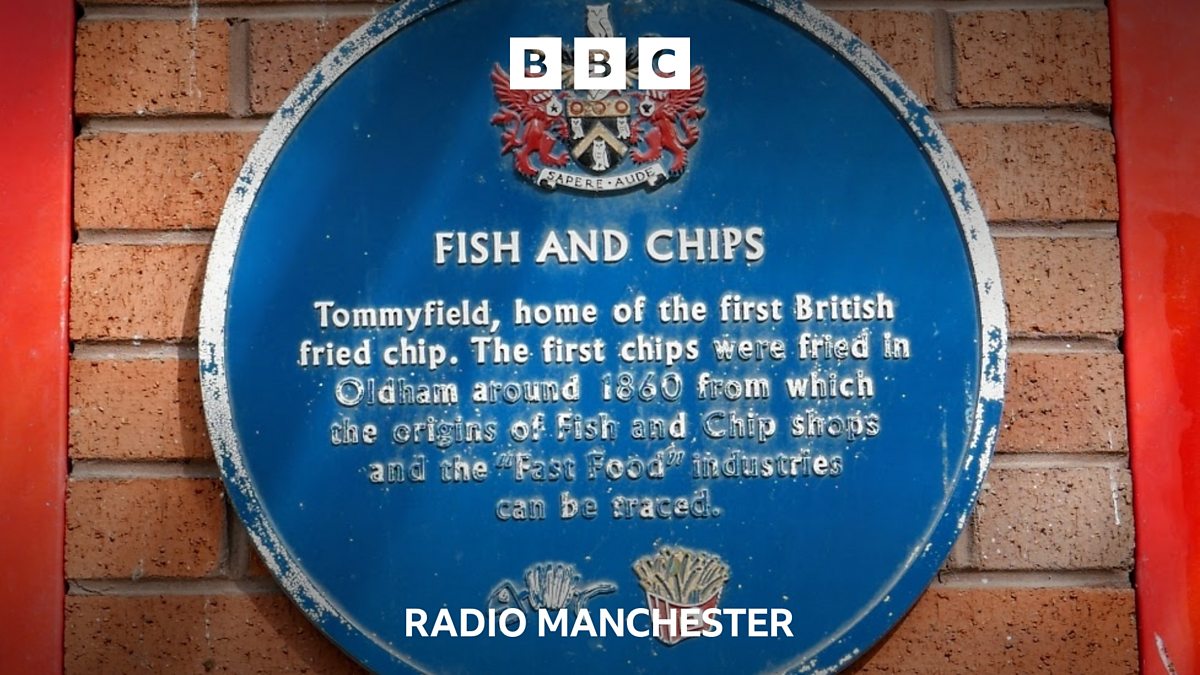 BBC
SAPERE · AUDE
FISH AND CHIPS
Tommyfield, home of the first British
fried chip. The first chips were fried in
Oldham around 1860 from which
the origins of Fish and Chip shops
and the "Fast Food" industries
can be traced.
RADIO MANCHESTER